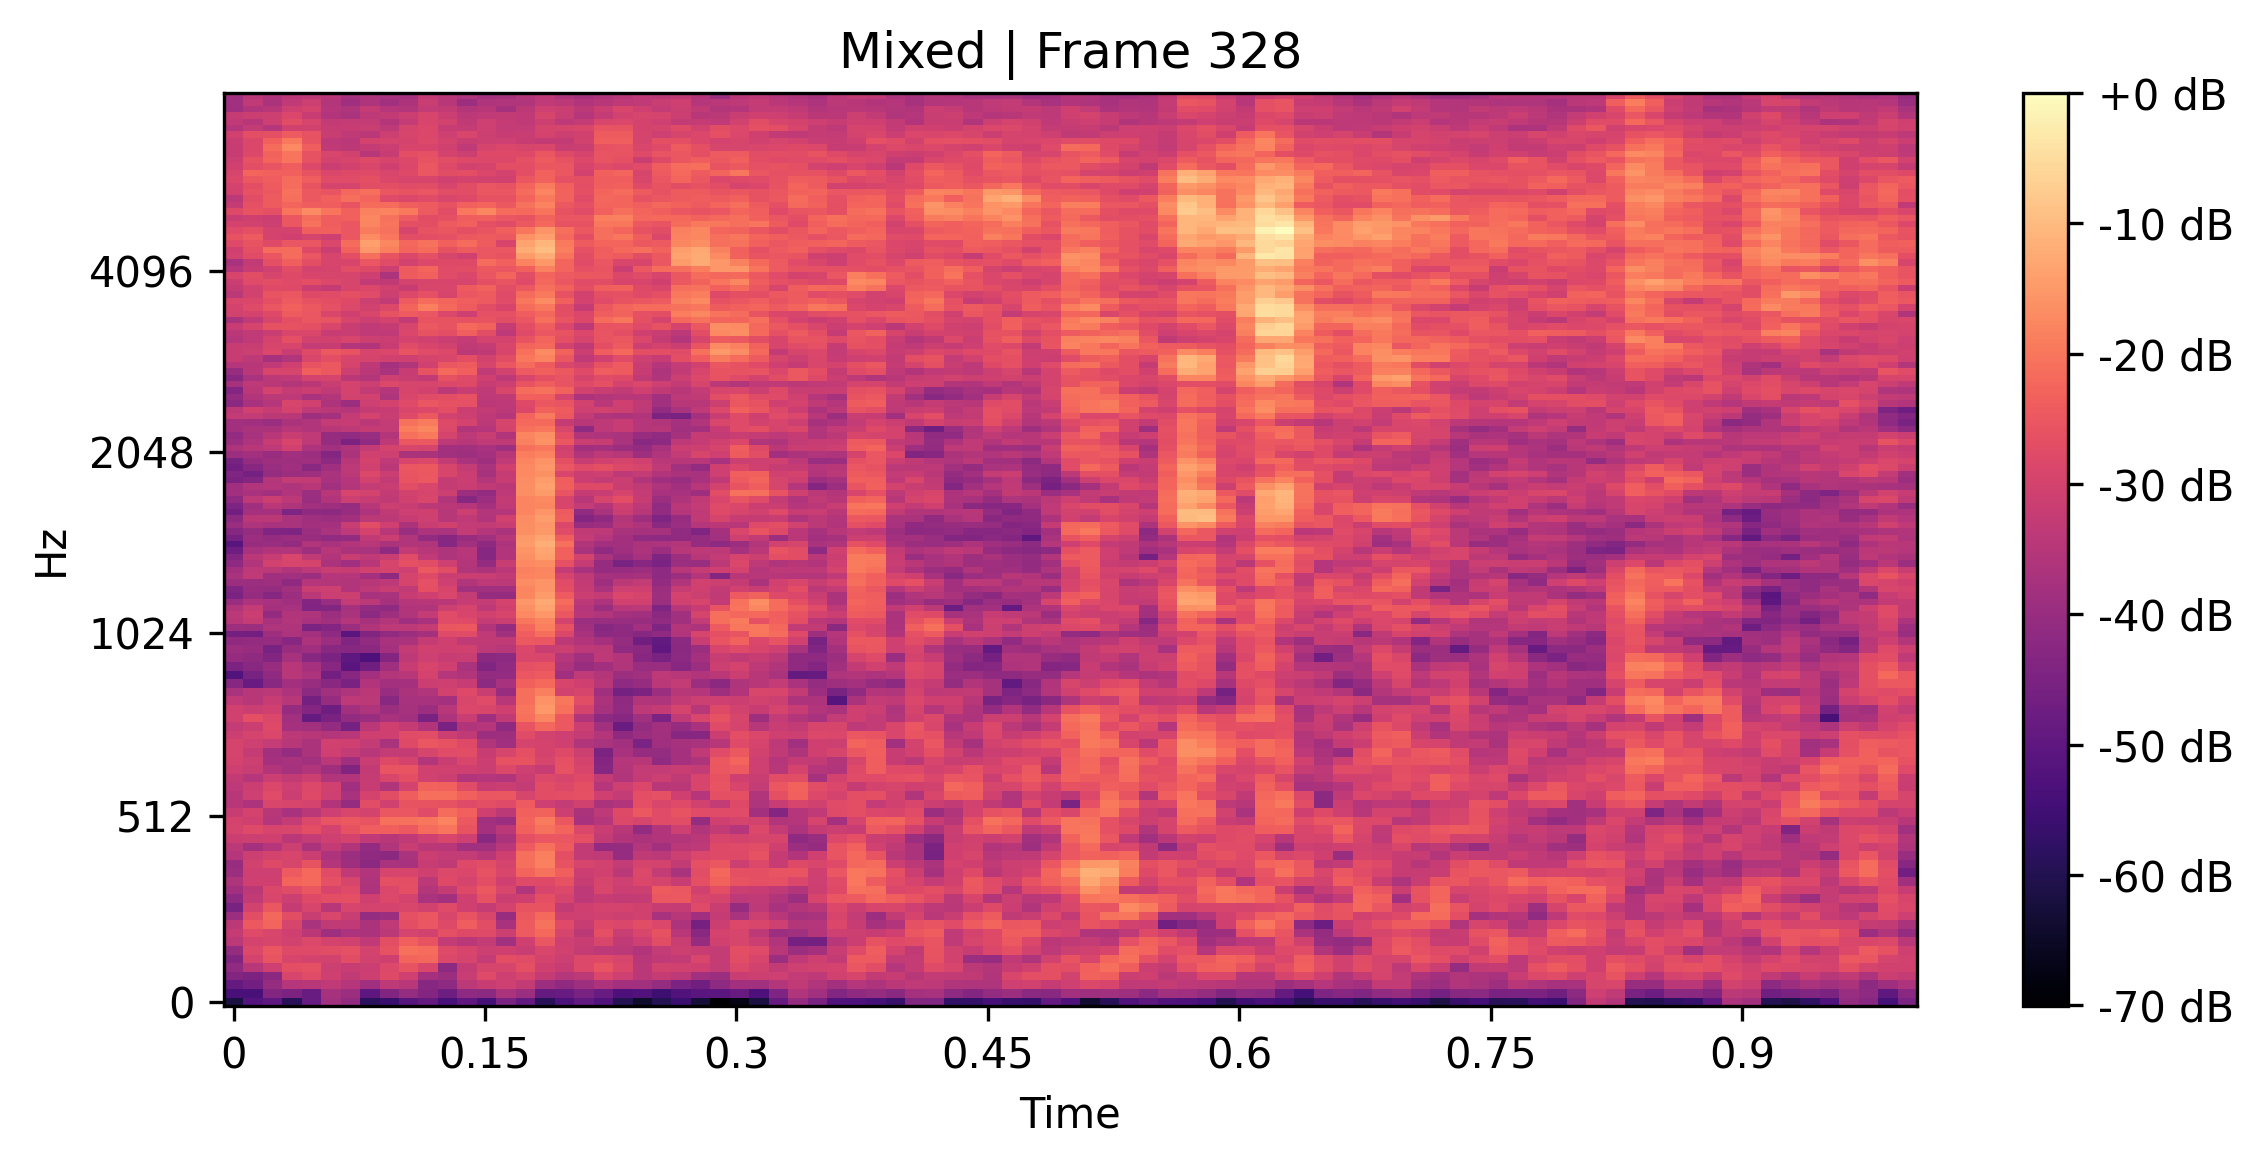 Mixed | Frame 328
+0 dB
-10 dB
-20 dB
-30 dB
-40 dB
-50 dB
-60 dB
-70 dB
4096
2048
1024
512
0
Hz
0 0.15 0.3 0.45 0.6 0.75 0.9
Time